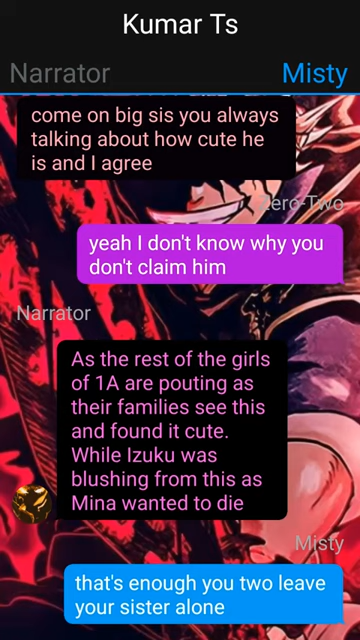 Kumar Ts
Narrator
Misty
come on big sis you always
talking about how cute he
is and I agree
Zero-Two
yeah I don't know why you
don't claim him
Narrator
As the rest of the girls
of 1A are pouting as
their families see this
and found it cute.
While Izuku was
blushing from this as
Mina wanted to die
Misty
that's enough you two leave
your sister alone